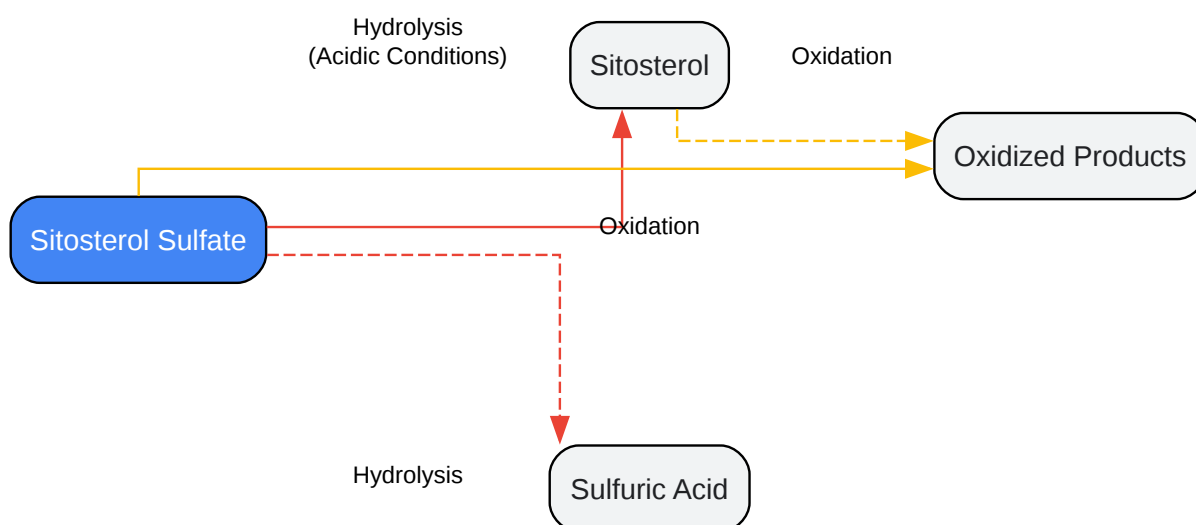 Hydrolysis
(Acidic Conditions)
Sitosterol
Oxidation
Oxidized Products
Sitosterol Sulfate
Oxidation
Hydrolysis
Sulfuric Acid